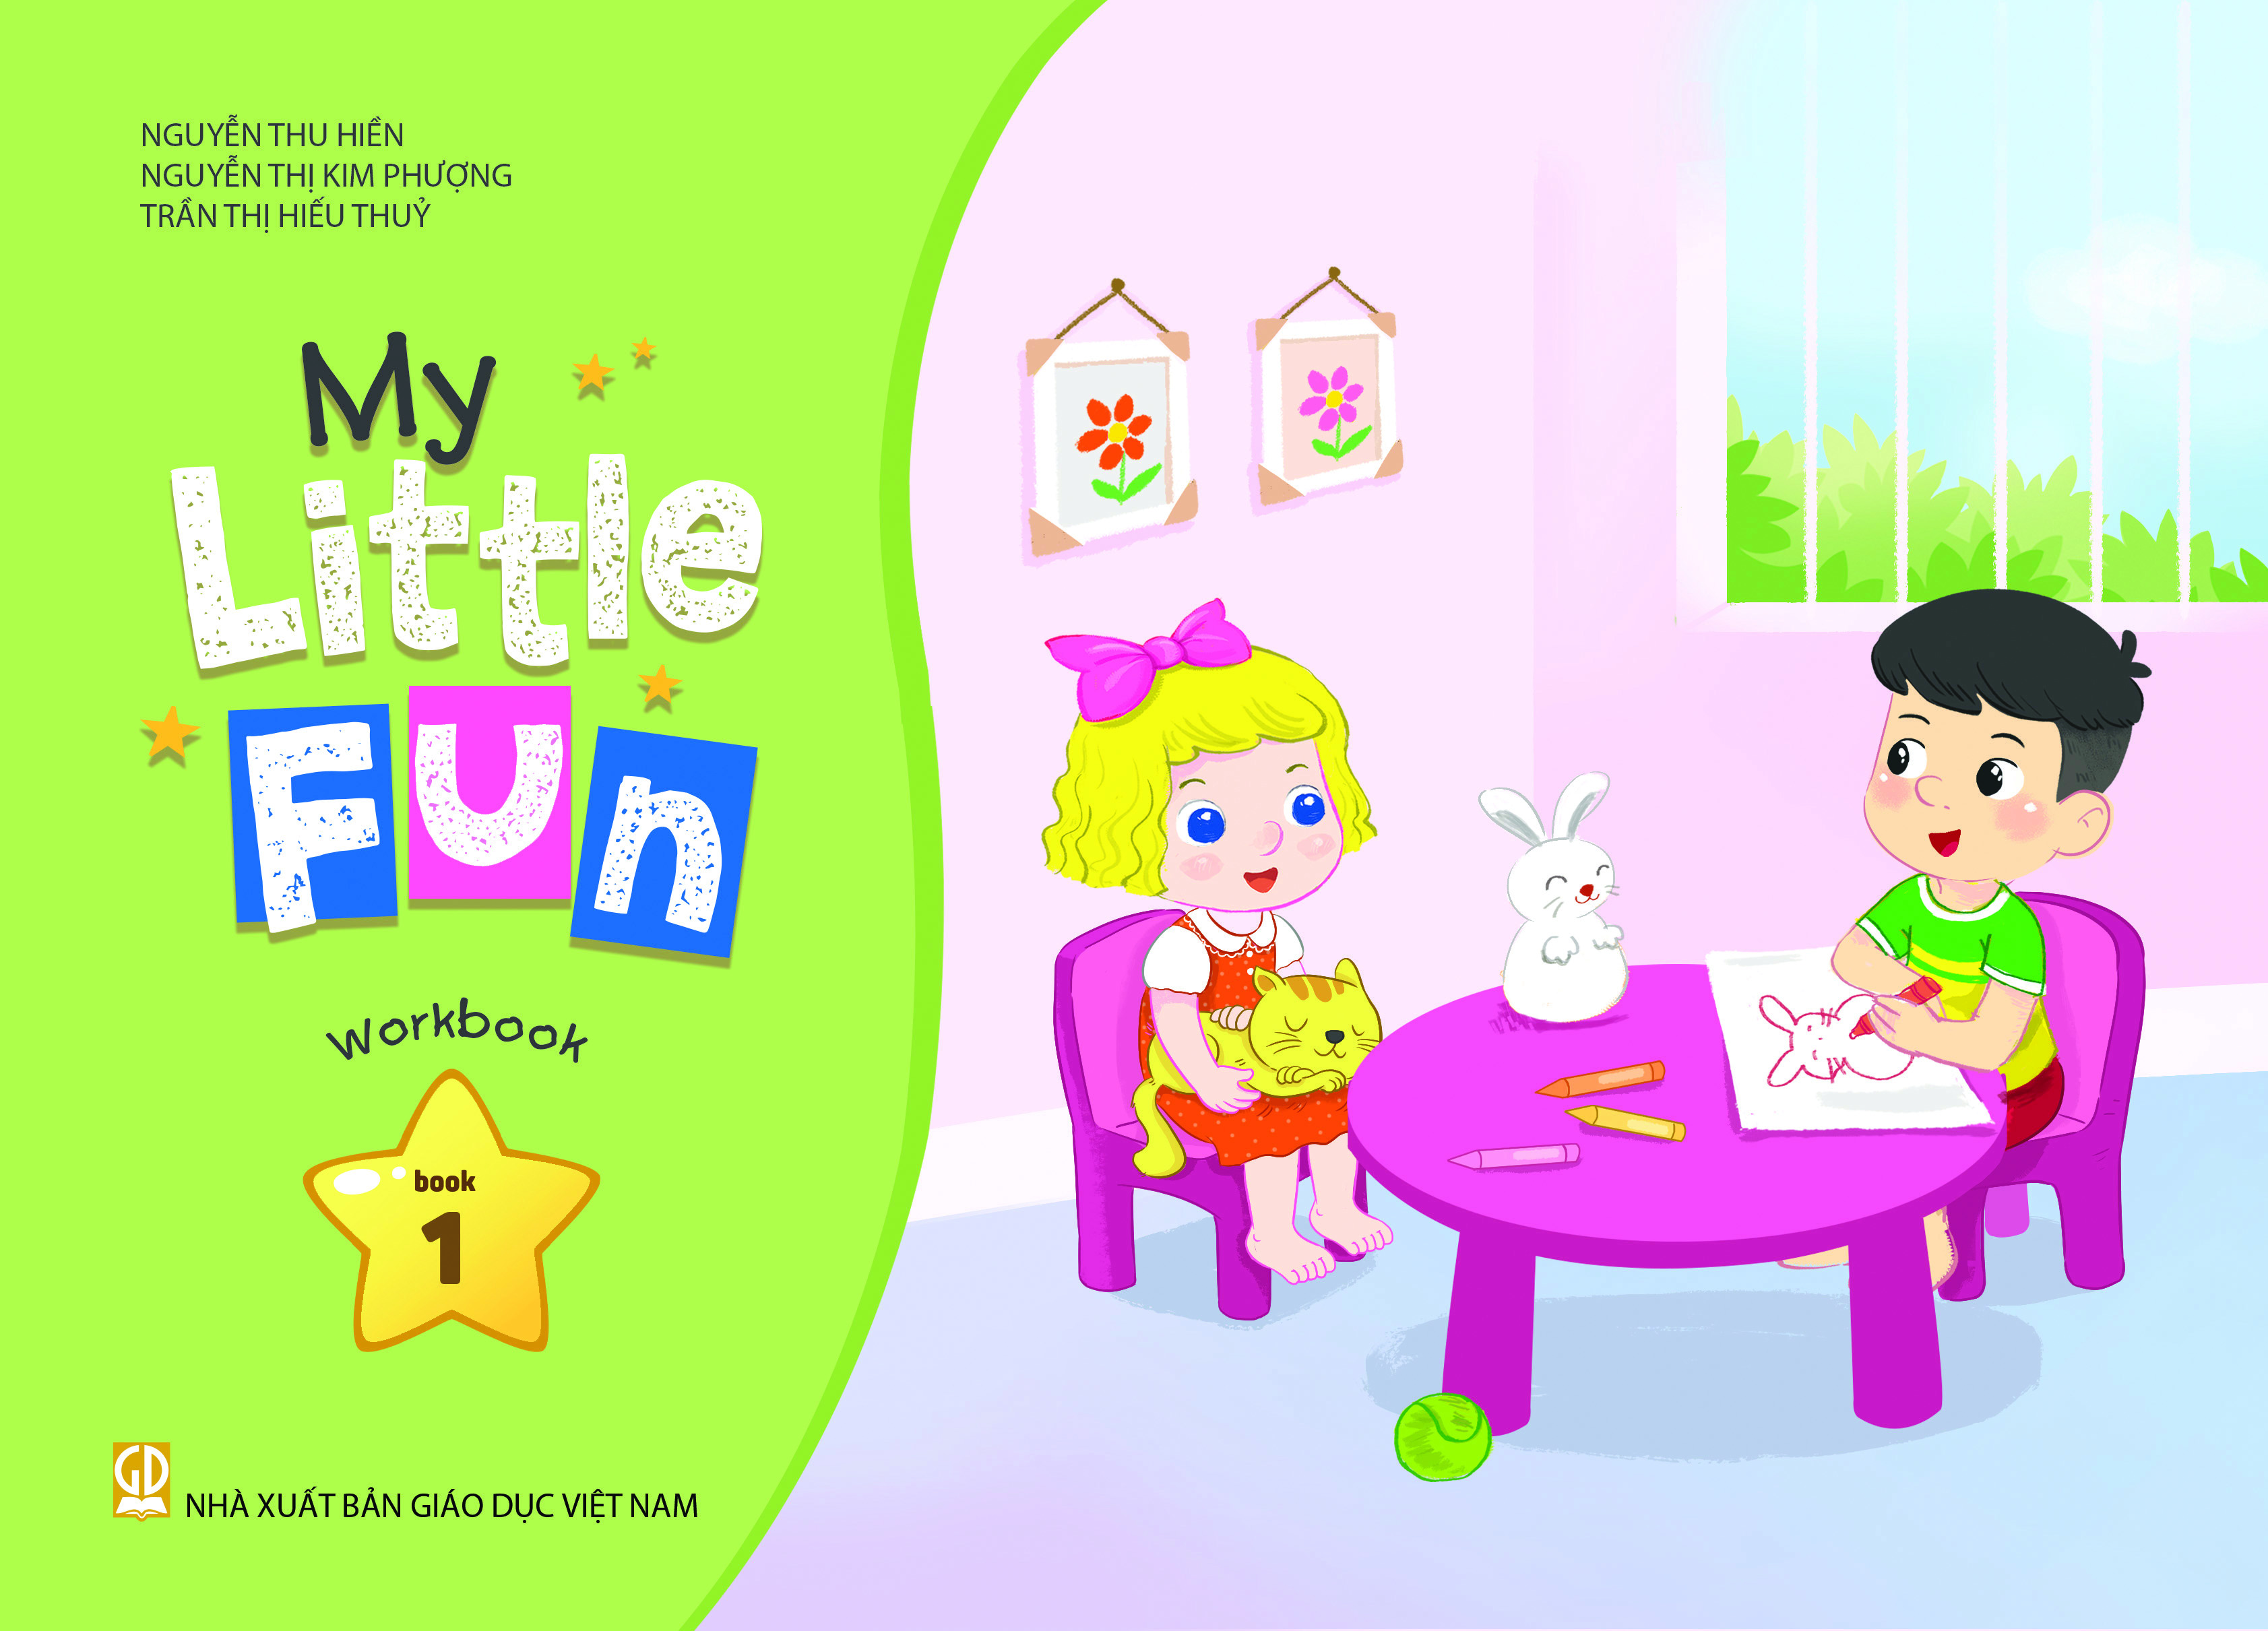 NGUYỄN THU HIỀN
NGUYỄN THỊ KIM PHƯỢNG
TRẦN THỊ HIẾU THUỶ
My
Little
Fun
Workbook
book
1
GD
NHÀ XUẤT BẢN GIÁO DỤC VIỆT NAM